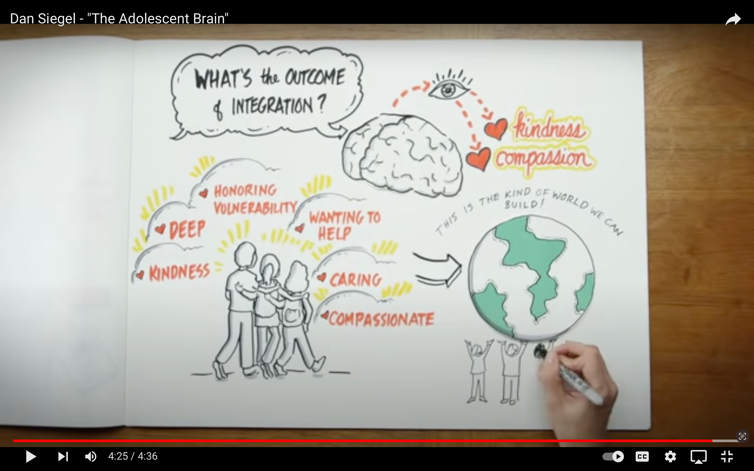 Dan Siegel - "The Adolescent Brain"
WHAT'S the OUTCOME
of INTEGRATION?
kindness
compassion
HONORING
VULNERABILITY
DEEP
WANTING TO
HELP
KINDNESS
CARING
COMPASSIONATE
THIS IS THE KIND OF WORLD WE CAN
BUILD!
4:25 / 4:36
CC